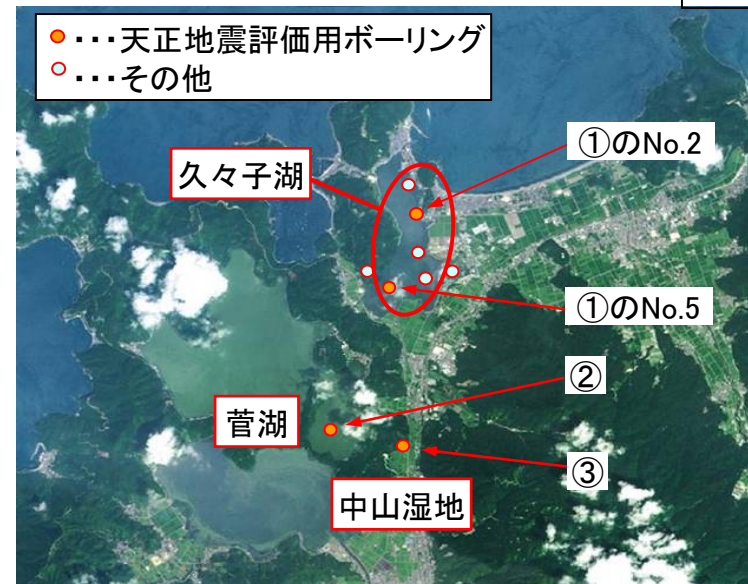 ・・・天正地震評価用ボーリング
・・・その他
①のNo.2
久々子湖
①のNo.5
②
菅湖
③
中山湿地